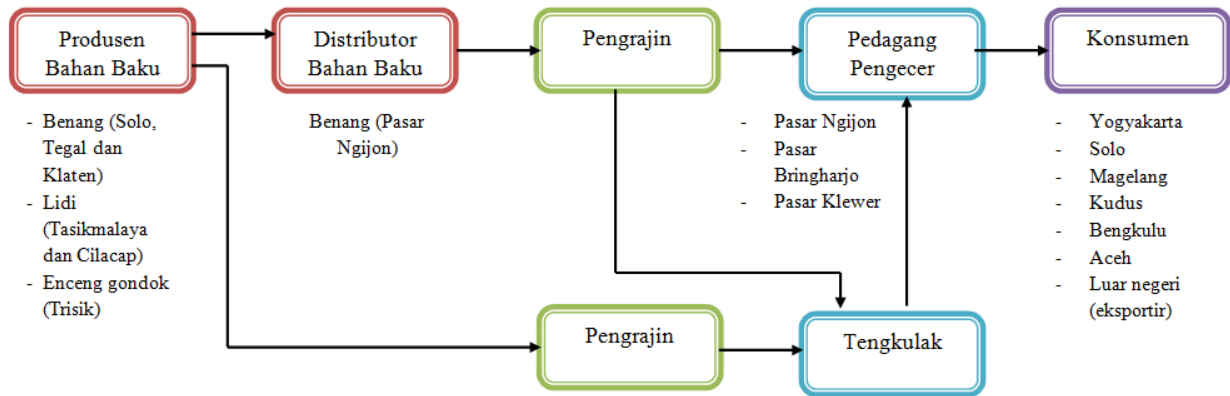 Produsen
Bahan Baku
Distributor
Bahan Baku
Pengrajin
Pedagang
Pengecer
Konsumen
- Benang (Solo,
Tegal dan
Klaten)
- Lidi
(Tasikmalaya
dan Cilacap)
- Enceng gondok
(Trisik)
Benang (Pasar
Ngijon)
- Pasar Ngijon
- Pasar
Bringharjo
- Pasar Klewer
- Yogyakarta
- Solo
- Magelang
- Kudus
- Bengkulu
- Aceh
- Luar negeri
(eksportir)
Pengrajin
Tengkulak